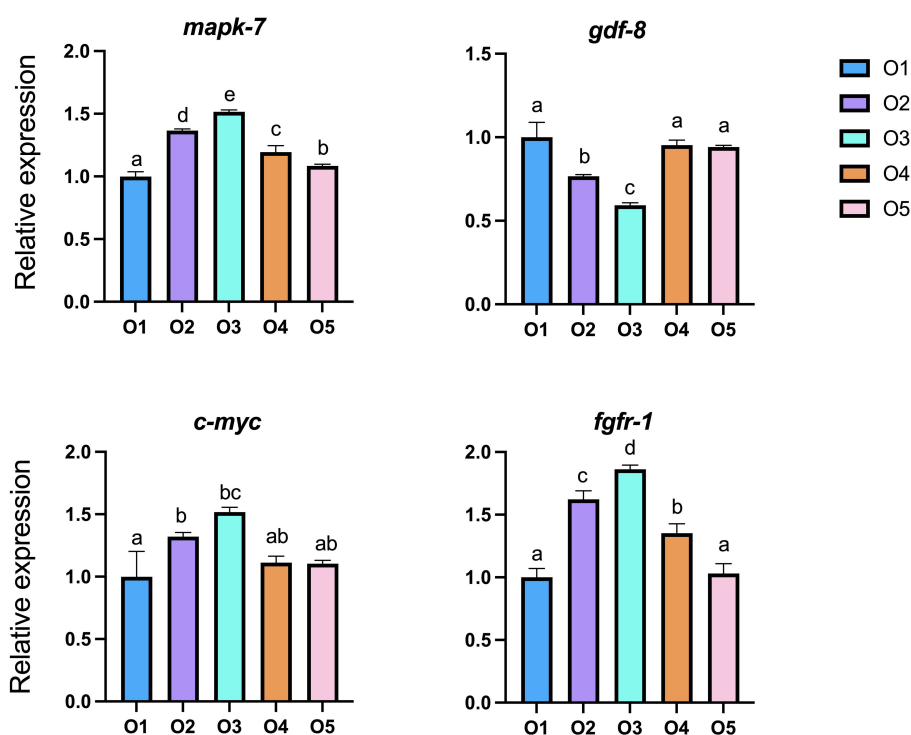 mapk-7
Relative expression
2.0
1.5
1.0
0.5
0.0
a
d
e
c
b
O1 O2 O3 O4 O5
gdf-8
1.5
1.0
0.5
0.0
a
b
c
a
a
O1 O2 O3 O4 O5
O1
O2
O3
O4
O5
c-myc
Relative expression
2.0
1.5
1.0
0.5
0.0
a
b
bc
ab
ab
O1 O2 O3 O4 O5
fgfr-1
2.0
1.5
1.0
0.5
0.0
a
c
d
b
a
O1 O2 O3 O4 O5